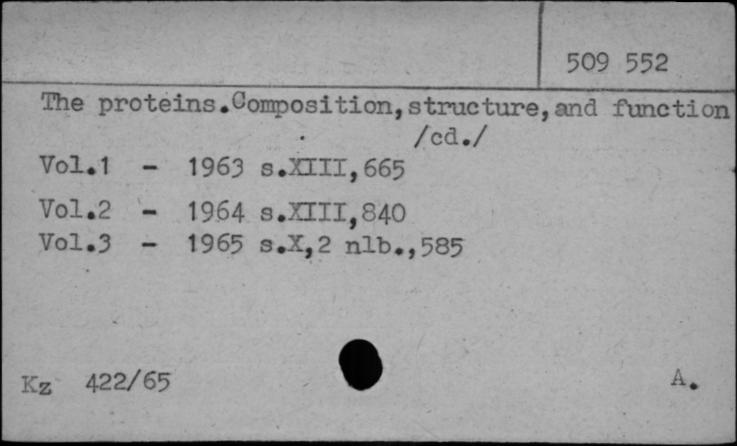 509 552
The proteins.Composition,structure,and function
/cd./
Vol.1 - 1963 s.XIII,665
Vol.2 - 1964 s.XIII,840
Vol.3 - 1965 s.X,2 nlb.,585
Kz 422/65 A.